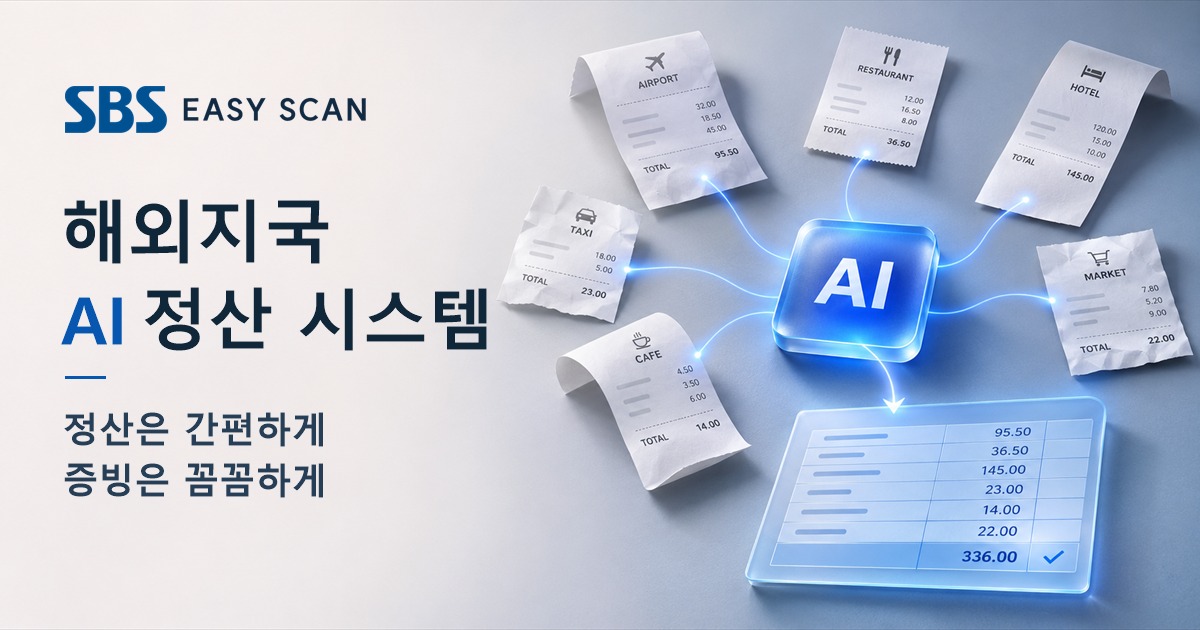 SBS EASY SCAN
해외지국
AI 정산 시스템
정산은 간편하게
증빙은 꼼꼼하게
AIRPORT
32.00
18.50
45.00
TOTAL 95.50
RESTAURANT
12.00
16.50
8.00
TOTAL 36.50
HOTEL
120.00
15.00
10.00
TOTAL 145.00
TAXI
18.00
5.00
TOTAL 23.00
AI
MARKET
7.80
5.20
9.00
TOTAL 22.00
CAFE
4.50
3.50
6.00
TOTAL 14.00
95.50
36.50
145.00
23.00
14.00
22.00
336.00